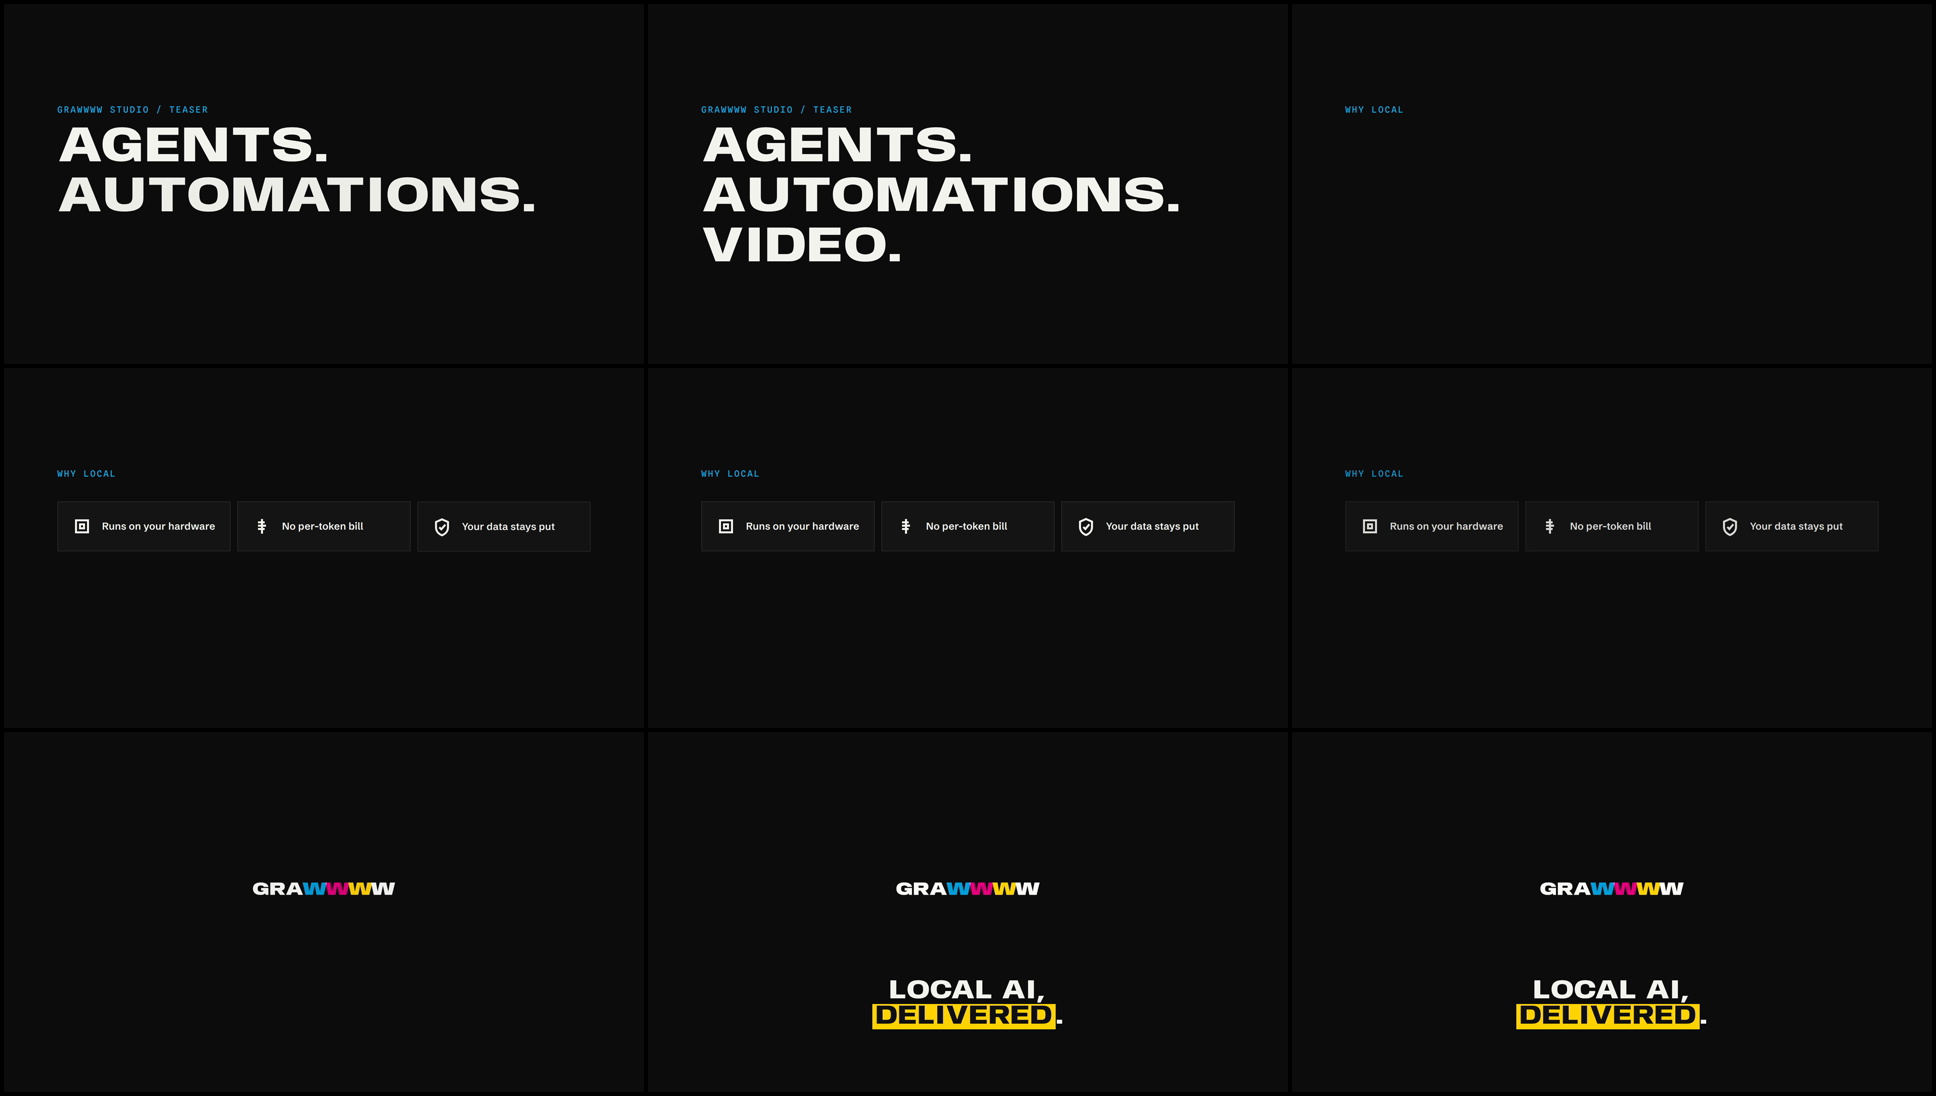 GRAWWWW STUDIO / TEASER
AGENTS.
AUTOMATIONS.
GRAWWWW STUDIO / TEASER
AGENTS.
AUTOMATIONS.
VIDEO.
WHY LOCAL
WHY LOCAL
Runs on your hardware
No per-token bill
Your data stays put
WHY LOCAL
Runs on your hardware
No per-token bill
Your data stays put
WHY LOCAL
Runs on your hardware
No per-token bill
Your data stays put
GRAWWWW
GRAWWWW
LOCAL AI,
DELIVERED.
GRAWWWW
LOCAL AI,
DELIVERED.